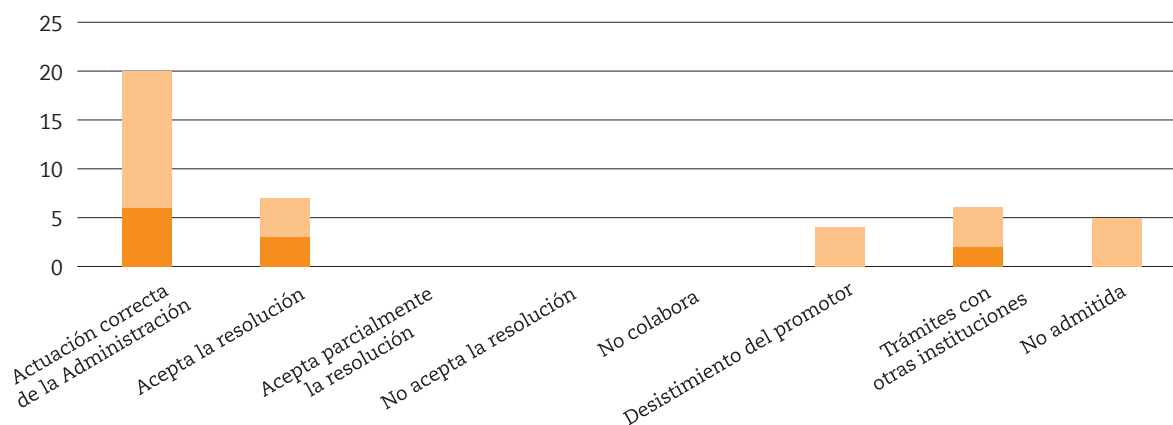 25
20
15
10
5
0
Actuación correcta
de la Administración
Acepta la resolución
Acepta parcialmente
la resolución
No acepta la resolución
No colabora
Desistimiento del promotor
Trámites con
otras instituciones
No admitida